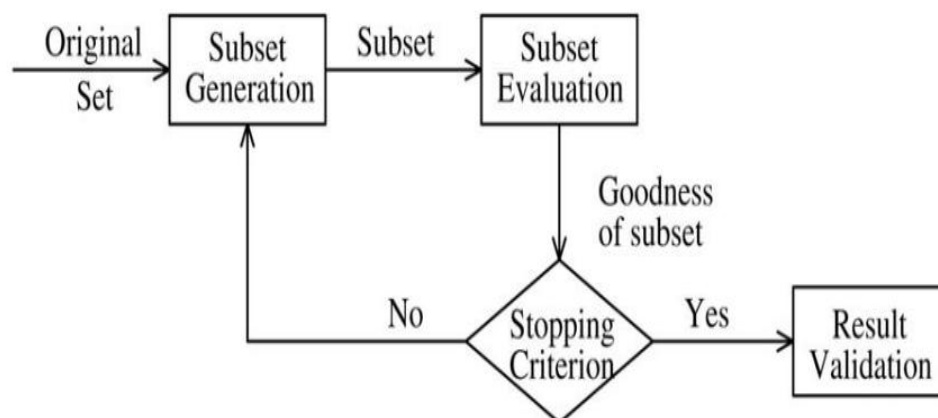 Original
Set
Subset
Generation
Subset
Subset
Evaluation
Goodness
of subset
Stopping
Criterion
No
Yes
Result
Validation